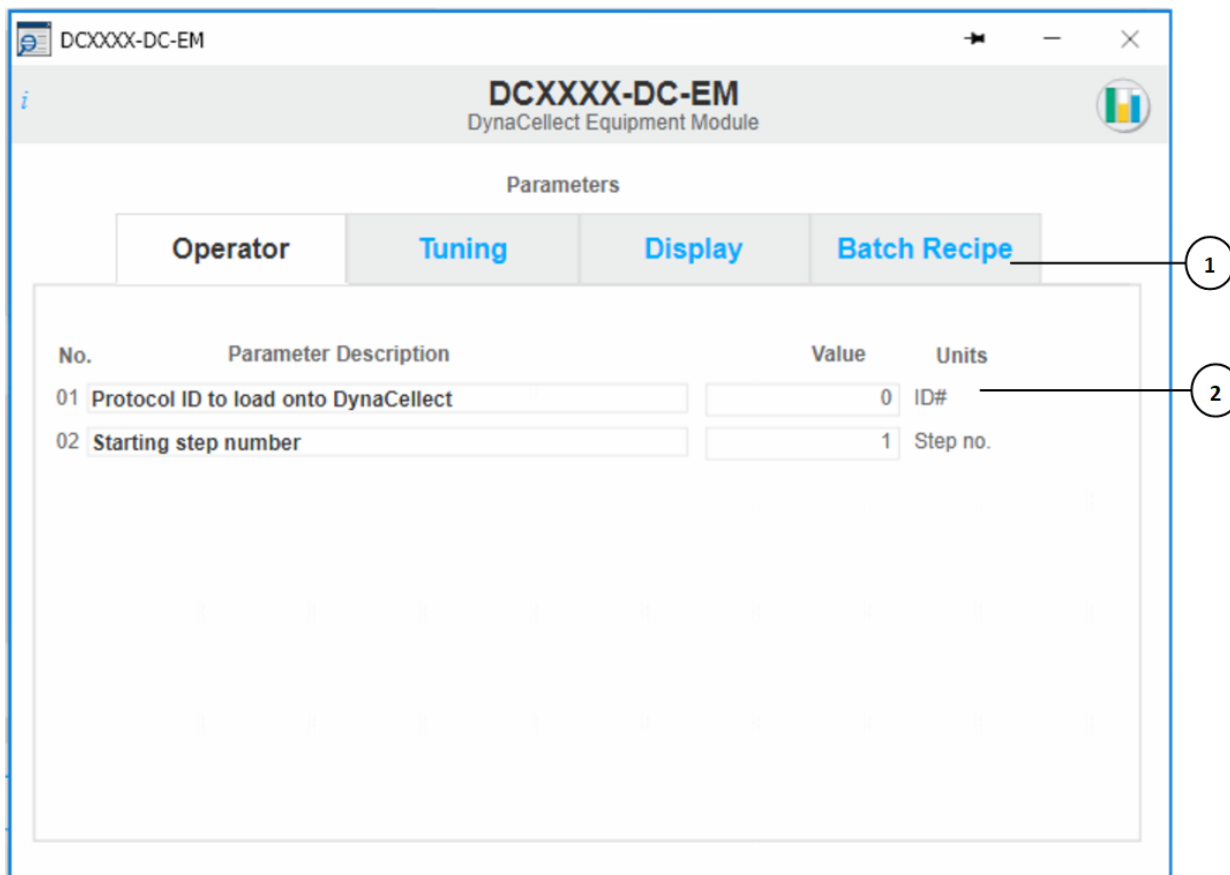 DCXXXX-DC-EM
i
DCXXXX-DC-EM
DynaCellect Equipment Module
Parameters
Operator Tuning Display Batch Recipe
1
No. Parameter Description Value Units
01 Protocol ID to load onto DynaCellect 0 ID#
2
02 Starting step number 1 Step no.